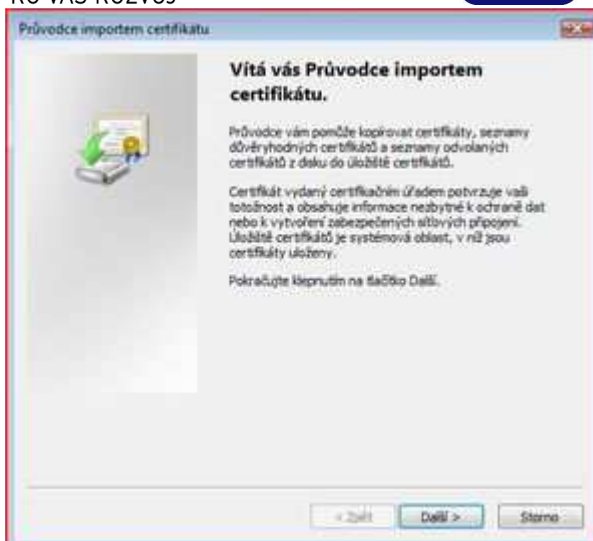 RO VÁŠ ROZVOJ
Průvodce importem certifikátu
Vítá vás Průvodce importem
certifikátu.
Průvodce vám pomůže kopírovat certifikáty, seznamy
důvěryhodných certifikátů a seznamy odvolaných
certifikátů z disku do úložiště certifikátů.
Certifikát vydaný certifikačním úřadem potvrzuje vaši
totožnost a obsahuje informace nezbytné k ochraně dat
nebo k vytvoření zabezpečených síťových připojení.
Úložiště certifikátů je systémová oblast, v níž jsou
certifikáty uloženy.
Pokračujte klepnutím na tlačítko Další.
< Zpět Další > Storno